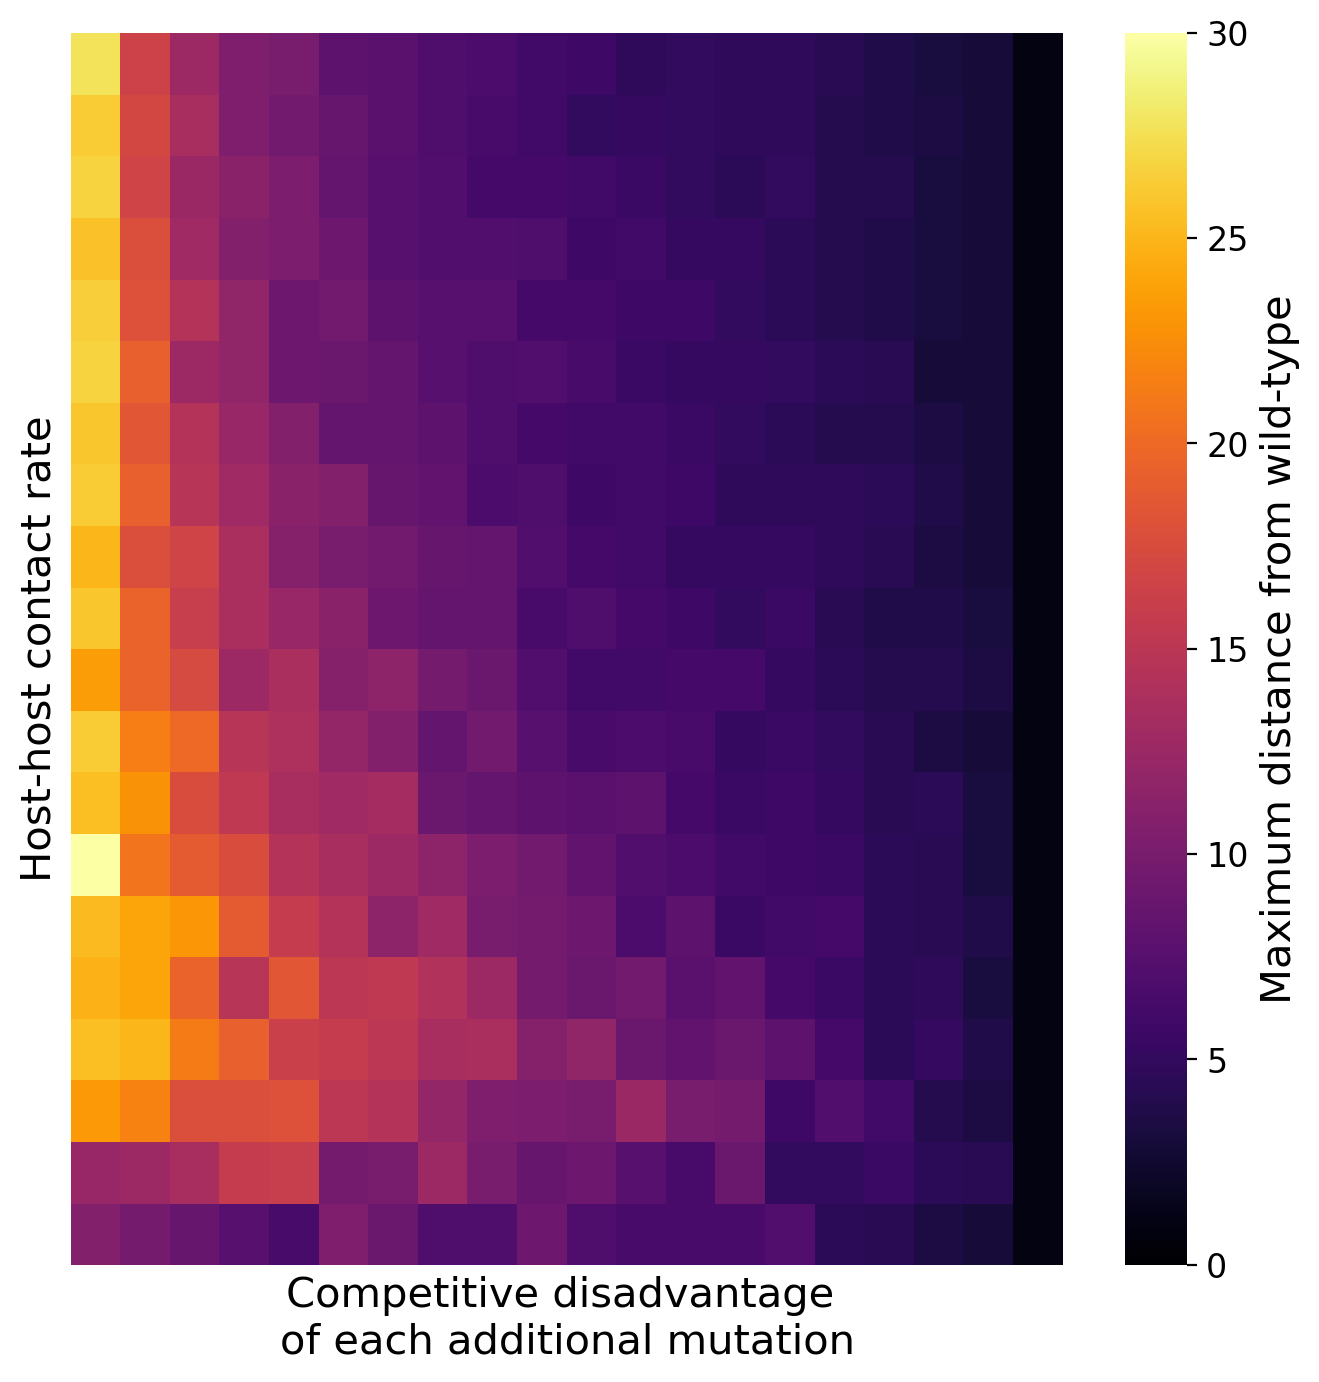 Host-host contact rate
Competitive disadvantage
of each additional mutation
30
25
20
15
10
5
0
Maximum distance from wild-type